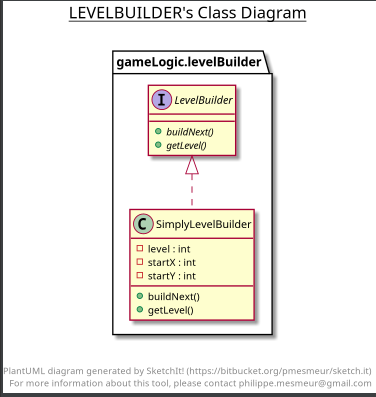 LEVELBUILDER's Class Diagram
gameLogic.levelBuilder
I LevelBuilder
buildNext()
getLevel()
C SimplyLevelBuilder
level : int
startX : int
startY : int
buildNext()
getLevel()
PlantUML diagram generated by SketchIt! (https://bitbucket.org/pmesmeur/sketch.it)
For more information about this tool, please contact philippe.mesmeur@gmail.com